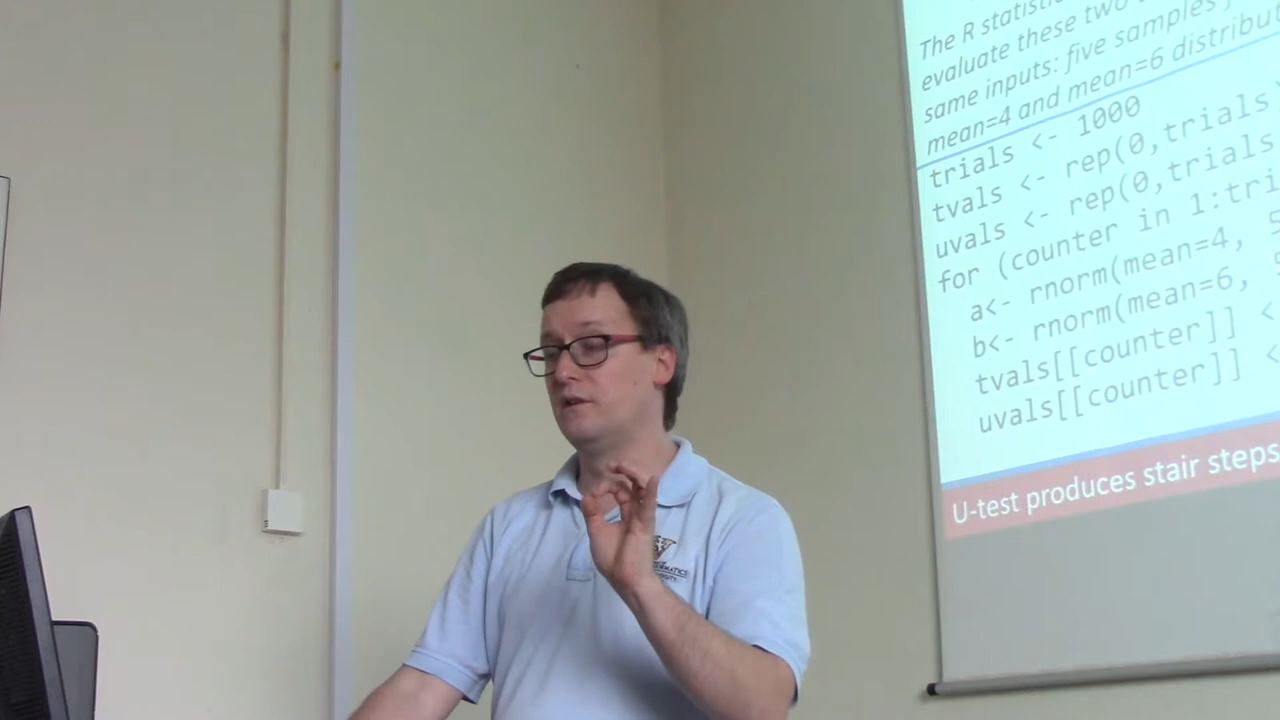 The R statistic
evaluate these two
same inputs: five samples,
mean=4 and mean=6 distribut
trials <- 1000
tvals <- rep(0,trials)
uvals <- rep(0,trials
for (counter in 1:tri
a<- rnorm(mean=4,
b<- rnorm(mean=6,
tvals[[counter]] <
uvals[[counter]] <
U-test produces stair steps